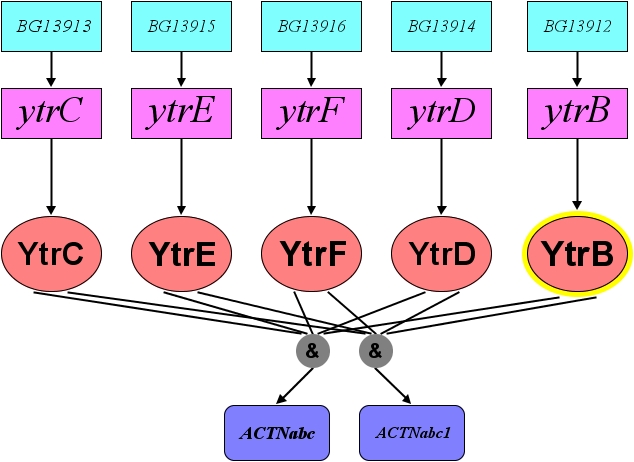 BG13913 BG13915 BG13916 BG13914 BG13912
ytrC ytrE ytrF ytrD ytrB
YtrC YtrE YtrF YtrD YtrB
& &
ACTNabc ACTNabc1